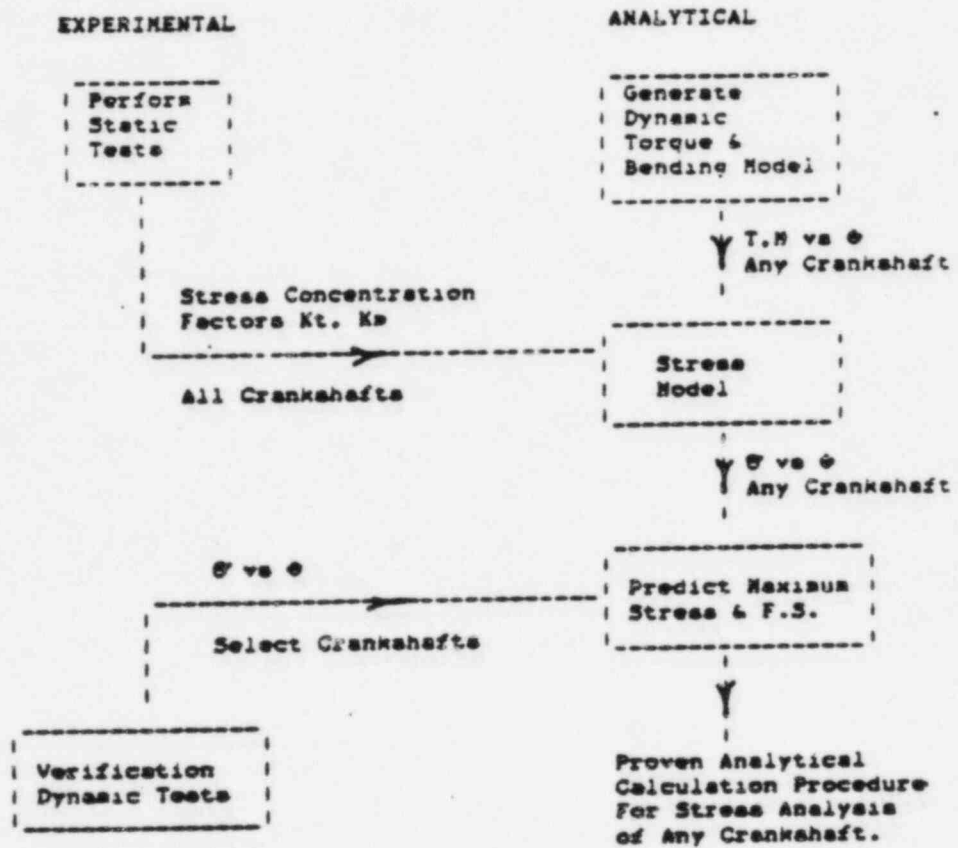 EXPERIMENTAL
ANALYTICAL
Perform
Static
Tests
Generate
Dynamic
Torque &
Bending Model
T.M vs θ
Any Crankshaft
Stress Concentration
Factors Kt. Ks
All Crankshafts
Stress
Model
σ vs θ
Any Crankshaft
σ vs θ
Select Crankshafts
Predict Maximum
Stress & F.S.
Verification
Dynamic Tests
Proven Analytical
Calculation Procedure
For Stress Analysis
of Any Crankshaft.